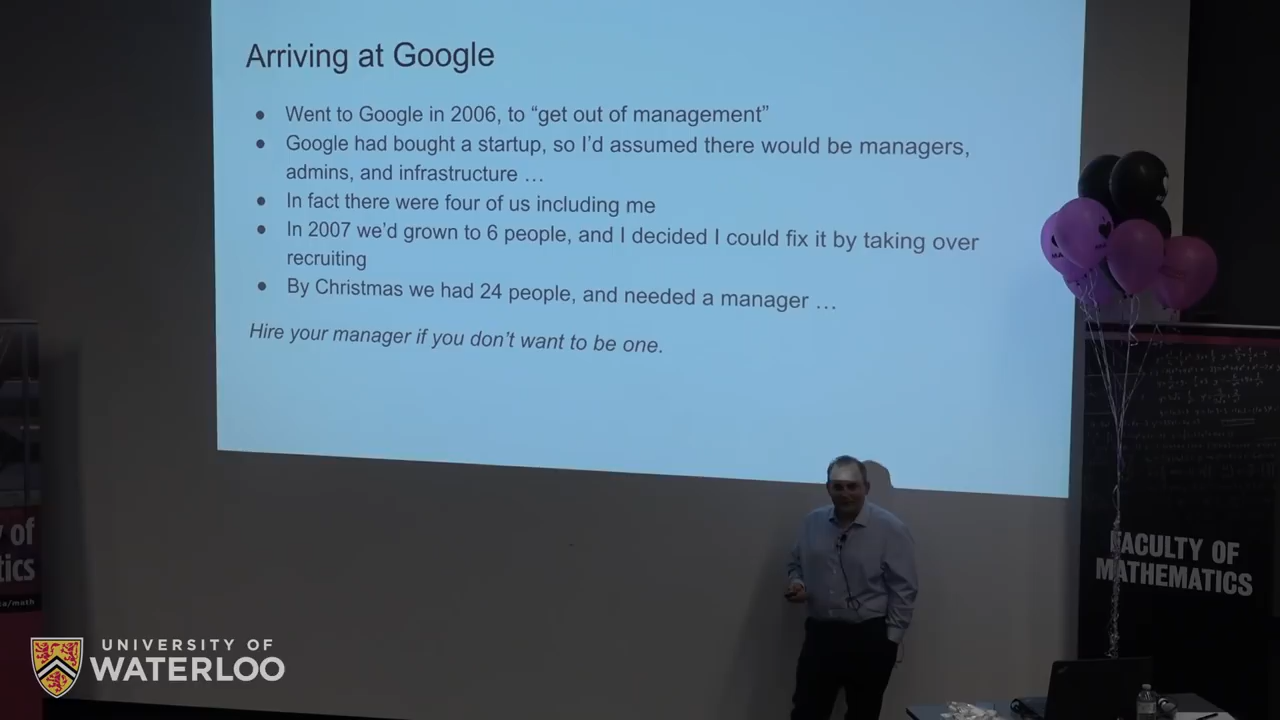 Arriving at Google
● Went to Google in 2006, to “get out of management”
● Google had bought a startup, so I’d assumed there would be managers,
admins, and infrastructure …
● In fact there were four of us including me
● In 2007 we’d grown to 6 people, and I decided I could fix it by taking over
recruiting
● By Christmas we had 24 people, and needed a manager …
Hire your manager if you don’t want to be one.
FACULTY OF
MATHEMATICS
of
tics
a/math
UNIVERSITY OF
WATERLOO